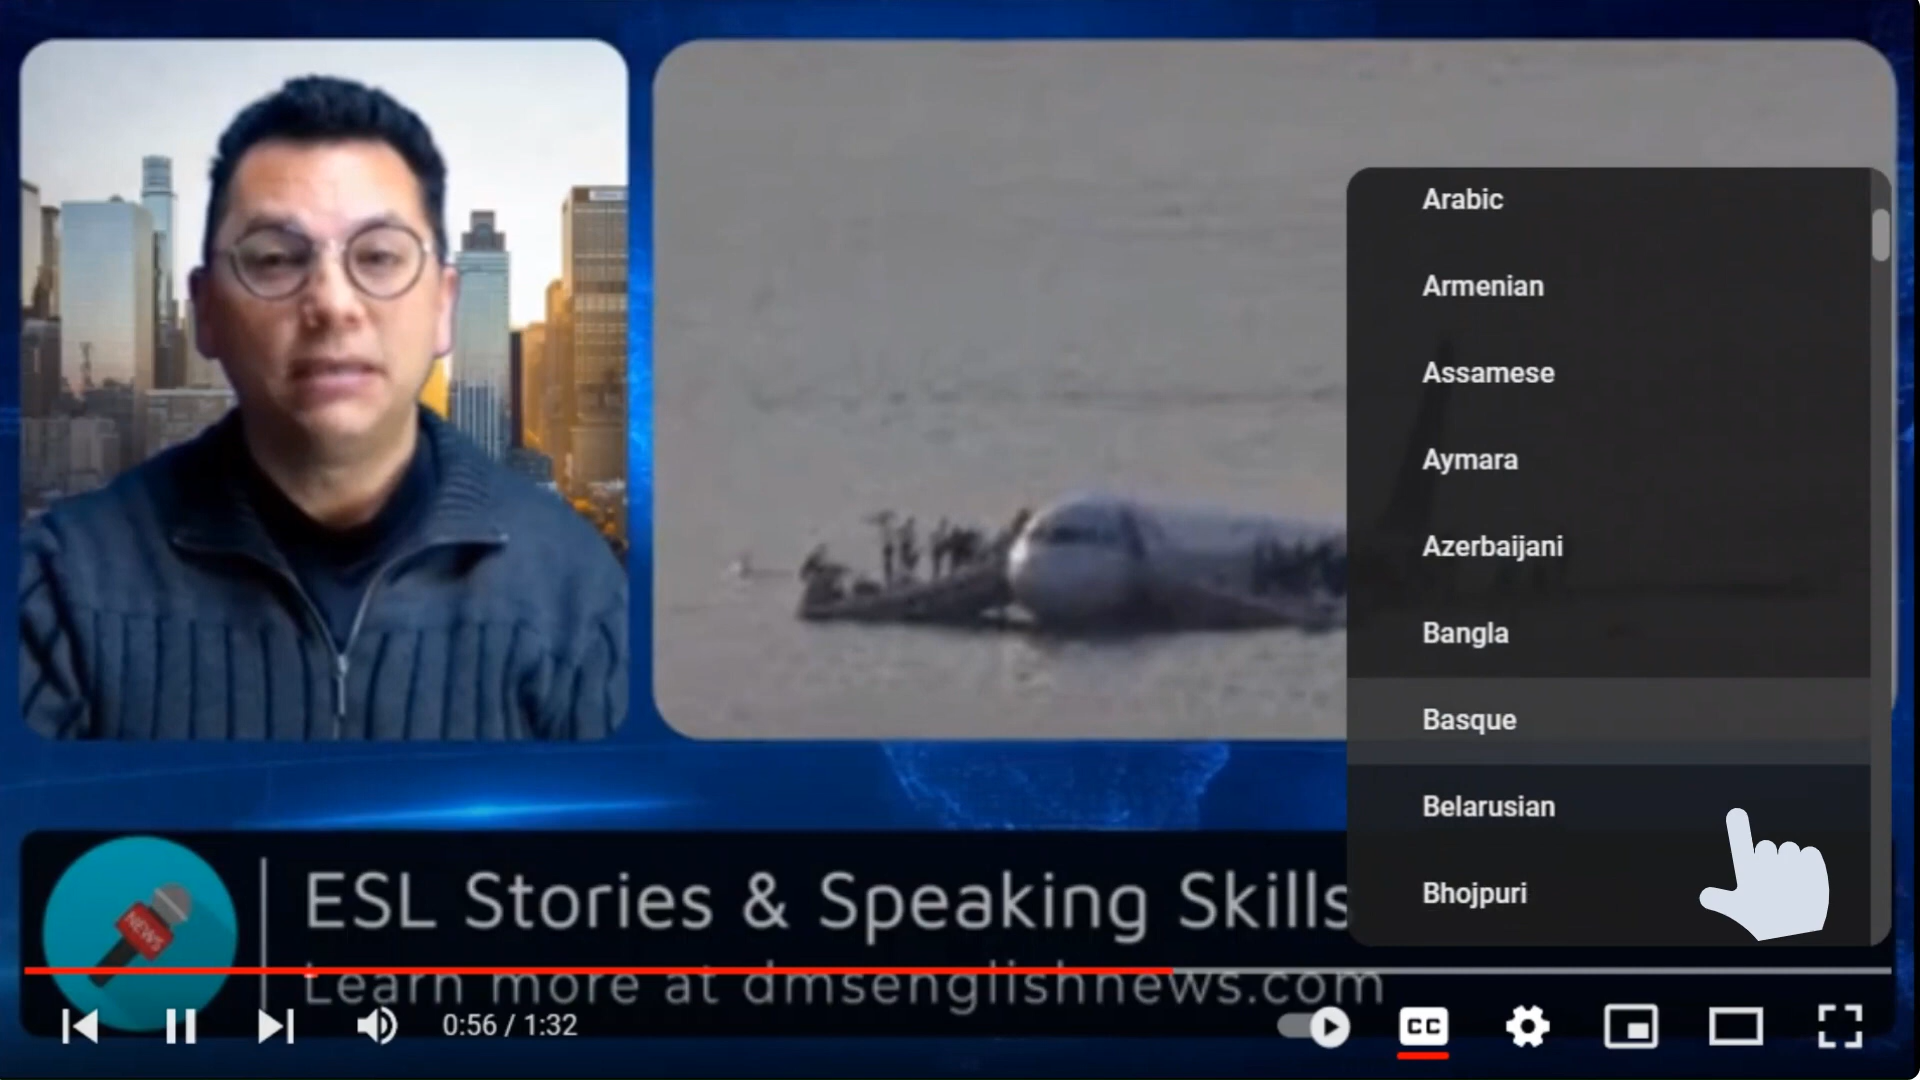 Arabic
Armenian
Assamese
Aymara
Azerbaijani
Bangla
Basque
Belarusian
Bhojpuri
NEWS
ESL Stories & Speaking Skills
Learn more at dmsenglishnews.com
0:56 / 1:32
CC